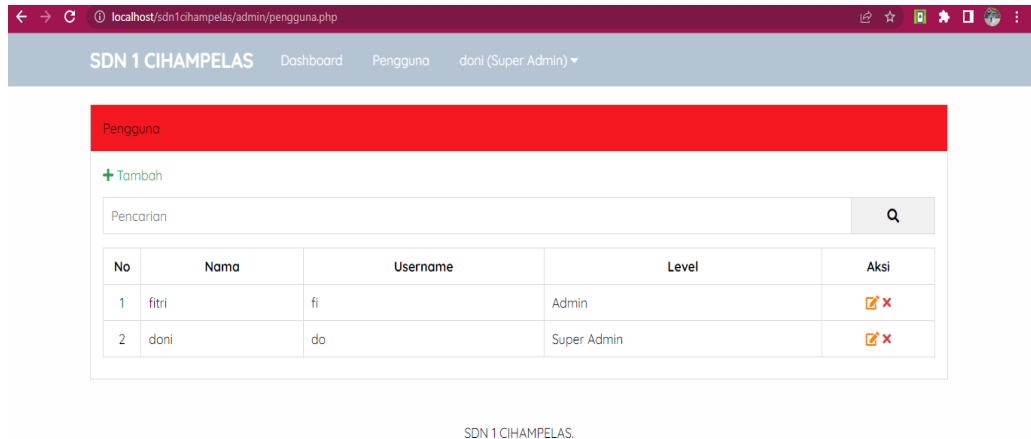 localhost/sdn1cihampelas/admin/pengguna.php
SDN 1 CIHAMPELAS Dashboard Pengguna doni (Super Admin)
Pengguna
Tambah
Pencarian
No Nama Username Level Aksi
1 fitri fi Admin
2 doni do Super Admin
SDN 1 CIHAMPELAS.